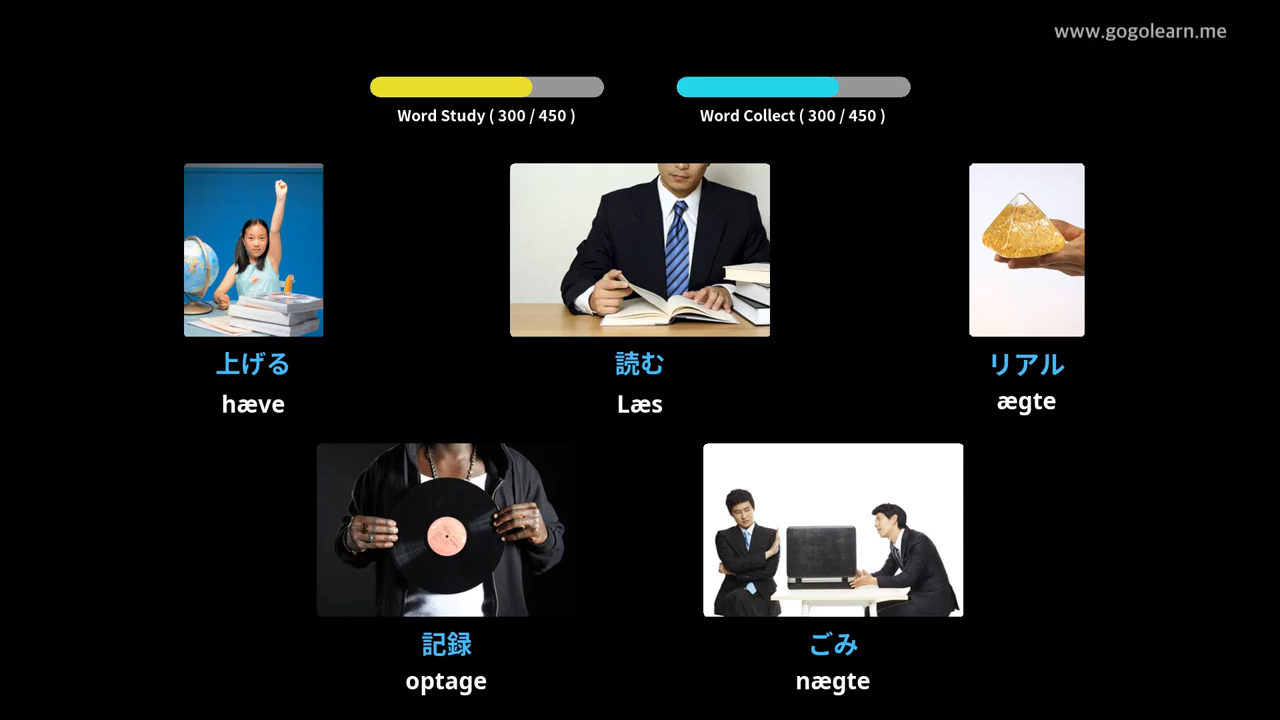 www.gogolearn.me
Word Study ( 300 / 450 )
Word Collect ( 300 / 450 )
上げる
hæve
読む
Læs
リアル
ægte
記録
optage
ごみ
nægte